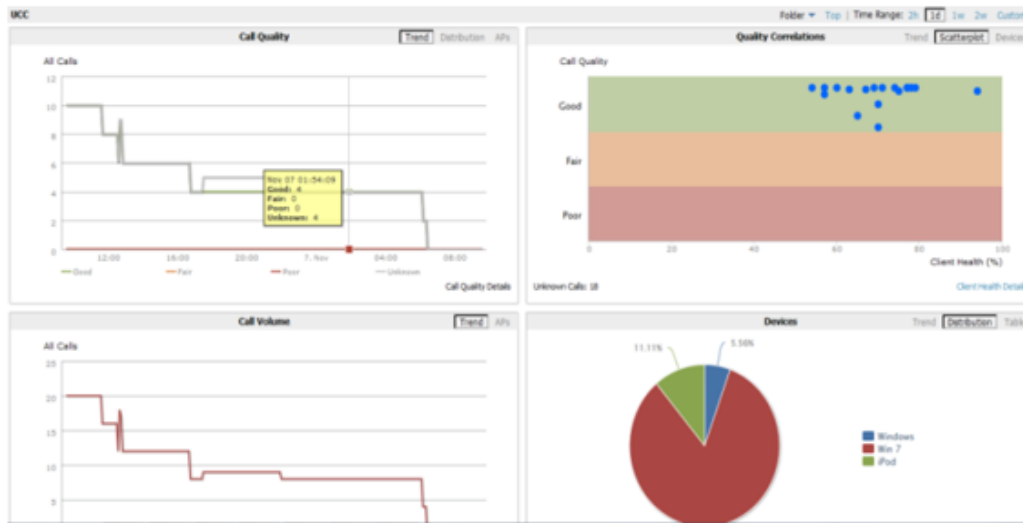 UCC
Folder Top | Time Range: 2h 1d 1w 2w Custom
Call Quality Trend Distribution APs
All Calls
12
10
8
6
4
2
0
Nov 07 01:54:09
Good: 4
Fair: 0
Poor: 0
Unknown: 4
12:00 16:00 20:00 7. Nov 04:00 08:00
Good Fair Poor Unknown
Call Quality Details
Quality Correlations Trend Scatterplot Device
Call Quality
Good
Fair
Poor
0 20 40 60 80 100
Client Health (%)
Unknown Calls: 18 Client Health Detail
Call Volume Trend APs
All Calls
25
20
15
10
5
Devices Trend Distribution Table
11.11% 5.56%
Windows
Win 7
iPod